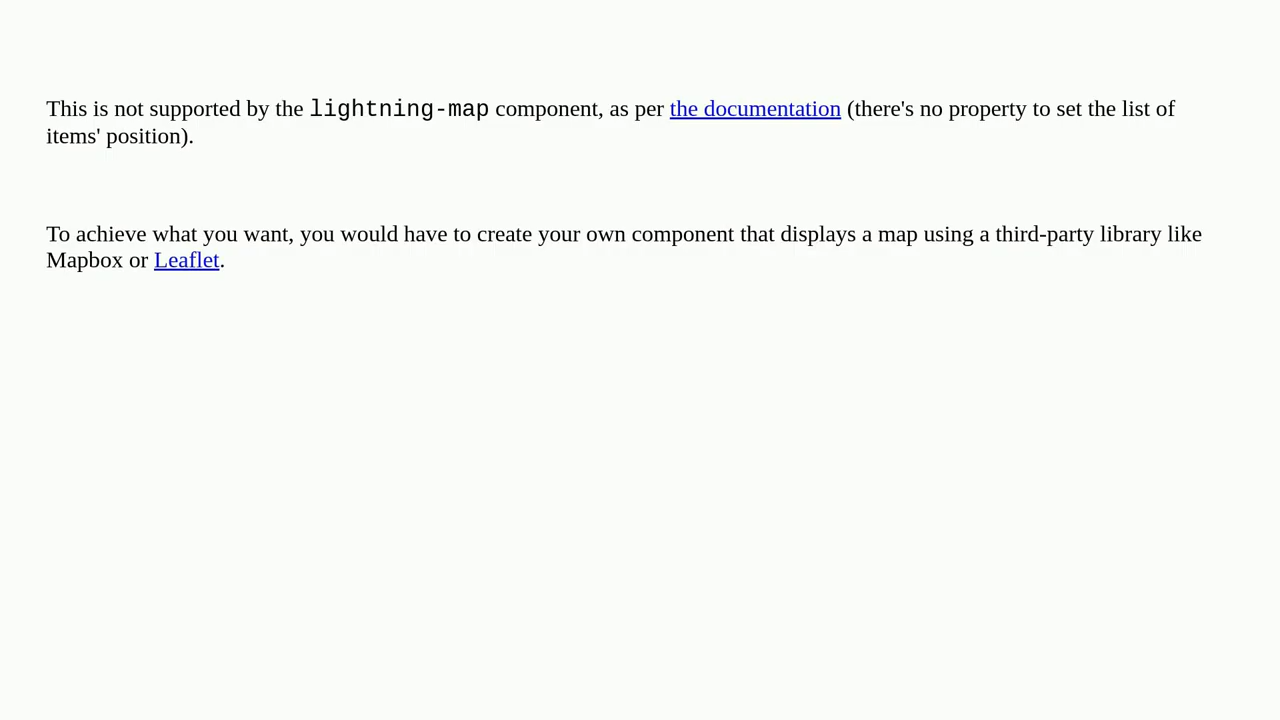 This is not supported by the lightning-map component, as per the documentation (there's no property to set the list of
items' position).
To achieve what you want, you would have to create your own component that displays a map using a third-party library like
Mapbox or Leaflet.